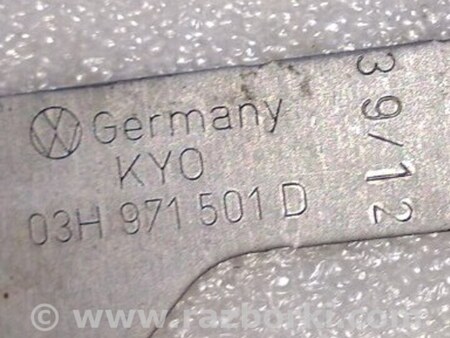 Germany
KYO
03H 971 501 D
39/12
© www.razborki.com